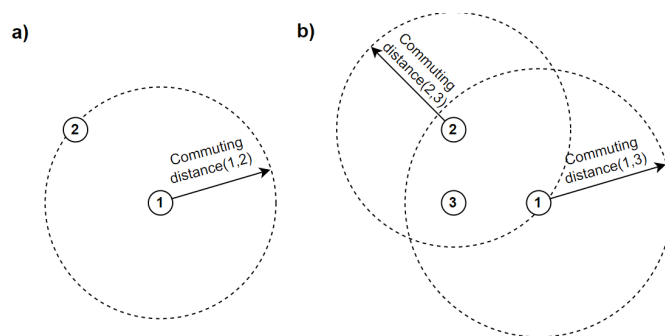 a)
2
Commuting
distance(1,2)
1
b)
Commuting
distance(2,3)
2
Commuting
distance(1,3)
3
1